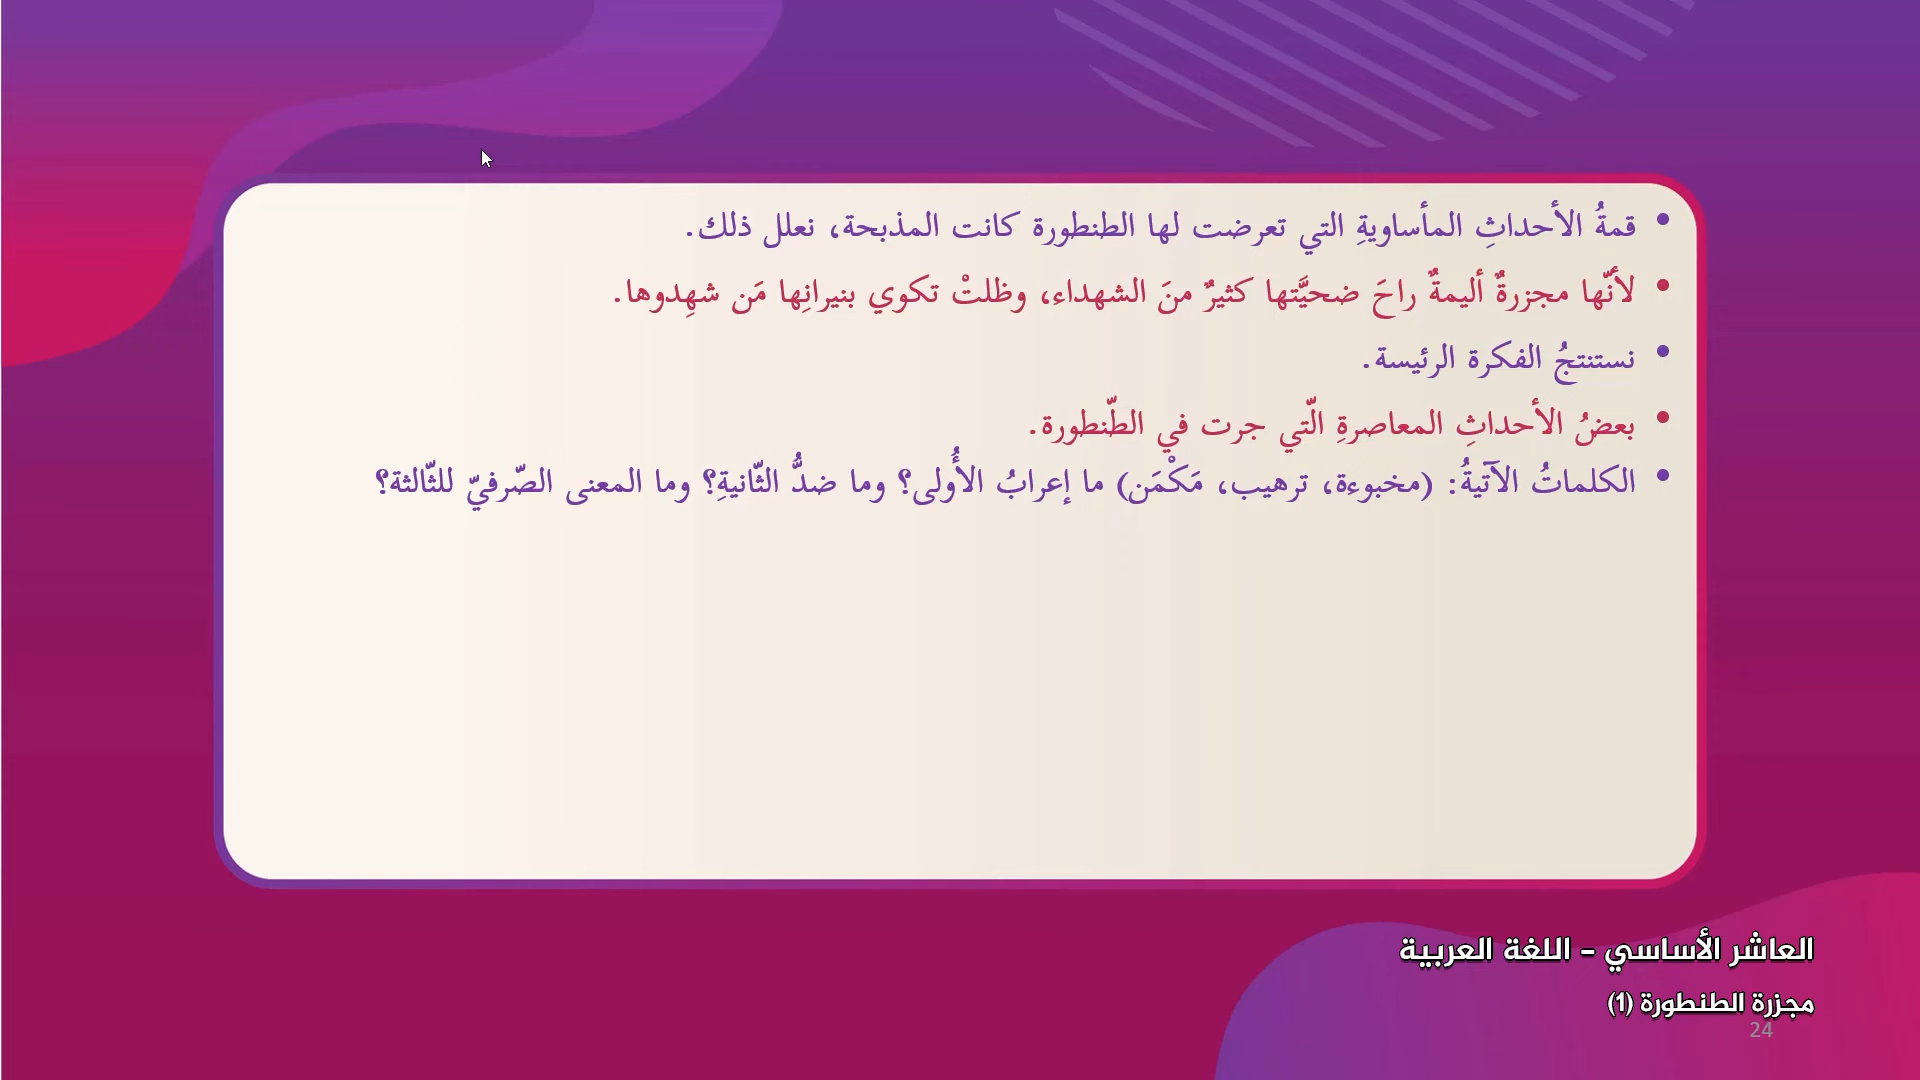 • قمةُ الأحداثِ المأساويةِ التي تعرضت لها الطنطورة كانت المذبحة، نعلل ذلك.
• لأنّها مجزرةٌ أليمةٌ راحَ ضحيَّتها كثيرٌ منَ الشهداء، وظلتْ تكوي بنيرانِها مَن شهِدوها.
• نستنتجُ الفكرة الرئيسة.
• بعضُ الأحداثِ المعاصرةِ الّتي جرت في الطّنطورة.
• الكلماتُ الآتيةُ: (مخبوءة، ترهيب، مَكْمَن) ما إعرابُ الأُولى؟ وما ضدُّ الثّانيةِ؟ وما المعنى الصّرفيّ للثّالثة؟
العاشر الأساسي - اللغة العربية
مجزرة الطنطورة (1)
24